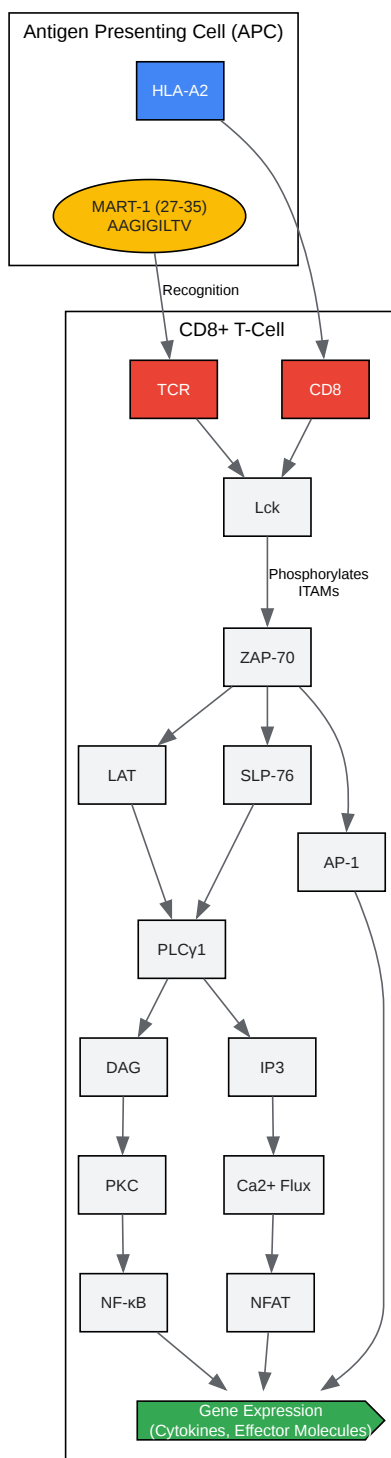 Antigen Presenting Cell (APC)
HLA-A2
MART-1 (27-35)
AAGIGILTV
Recognition
CD8+ T-Cell
TCR
CD8
Lck
Phosphorylates
ITAMs
ZAP-70
LAT
SLP-76
AP-1
PLCγ1
DAG
IP3
PKC
Ca2+ Flux
NF-κB
NFAT
Gene Expression
(Cytokines, Effector Molecules)